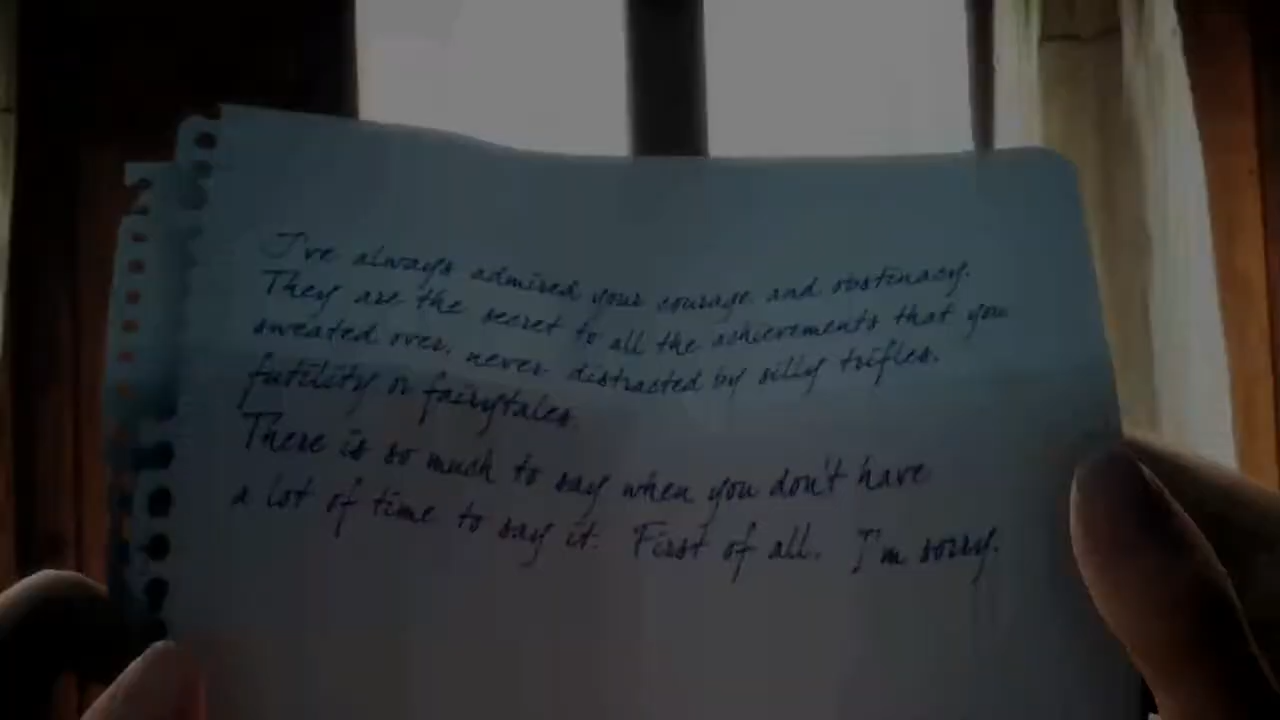 I've always admired your courage and obstinacy.
They are the secret to all the achievements that you
sweated over, never distracted by silly trifles,
futility or fairytales.
There is so much to say when you don't have
a lot of time to say it. First of all, I'm sorry.